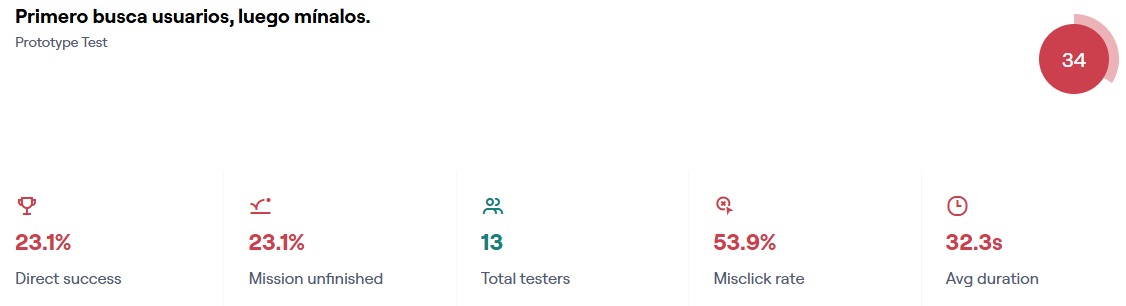 Primero busca usuarios, luego mínalos.
Prototype Test
34
23.1%
Direct success
23.1%
Mission unfinished
13
Total testers
53.9%
Misclick rate
32.3s
Avg duration